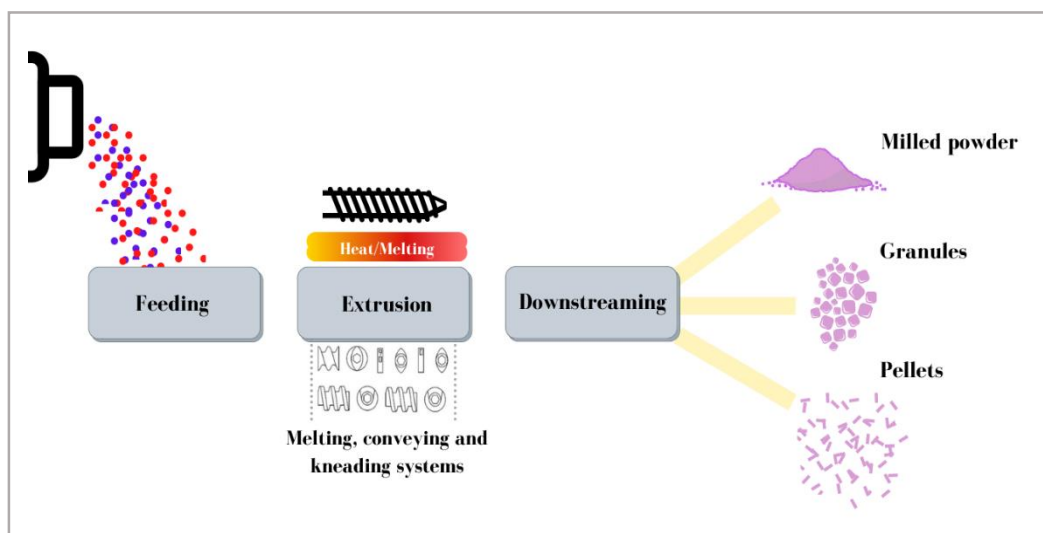 Milled powder
Heat/Melting
Granules
Feeding
Extrusion
Downstreaming
Pellets
Melting, conveying and
kneading systems